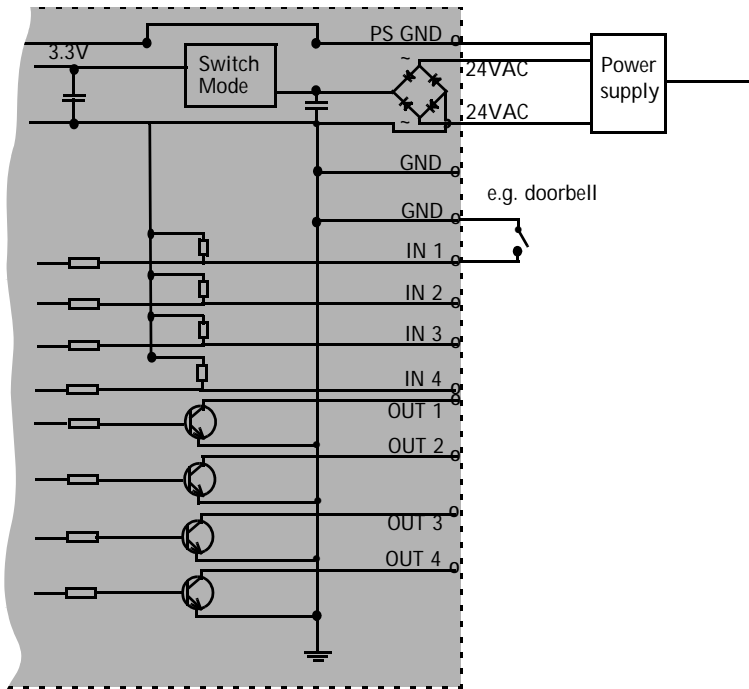 PS GND
3.3V
Switch
Mode
~
24VAC
Power
supply
24VAC
~
GND
e.g. doorbell
GND
IN 1
IN 2
IN 3
IN 4
OUT 1
OUT 2
OUT 3
OUT 4